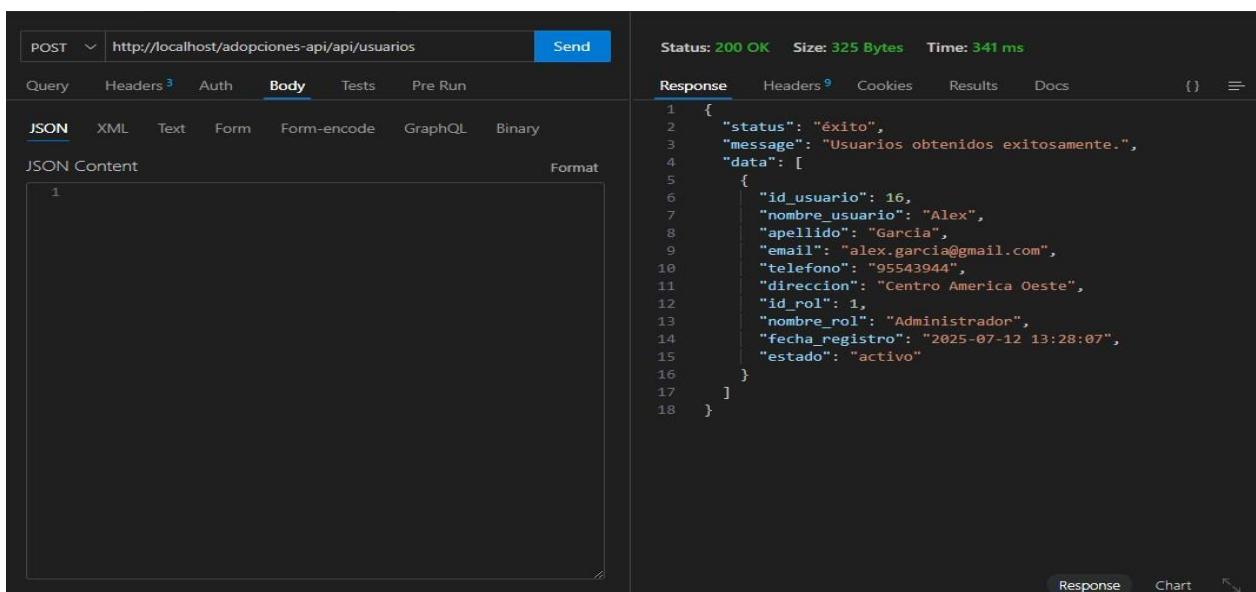 POST http://localhost/adopciones-api/api/usuarios Send
Query Headers 3 Auth Body Tests Pre Run
JSON XML Text Form Form-encode GraphQL Binary
JSON Content Format
1
Status: 200 OK Size: 325 Bytes Time: 341 ms
Response Headers 9 Cookies Results Docs {}
1 {
2 "status": "éxito",
3 "message": "Usuarios obtenidos exitosamente.",
4 "data": [
5 {
6 "id_usuario": 16,
7 "nombre_usuario": "Alex",
8 "apellido": "Garcia",
9 "email": "alex.garcia@gmail.com",
10 "telefono": "95543944",
11 "direccion": "Centro America Oeste",
12 "id_rol": 1,
13 "nombre_rol": "Administrador",
14 "fecha_registro": "2025-07-12 13:28:07",
15 "estado": "activo"
16 }
17 ]
18 }
Response Chart